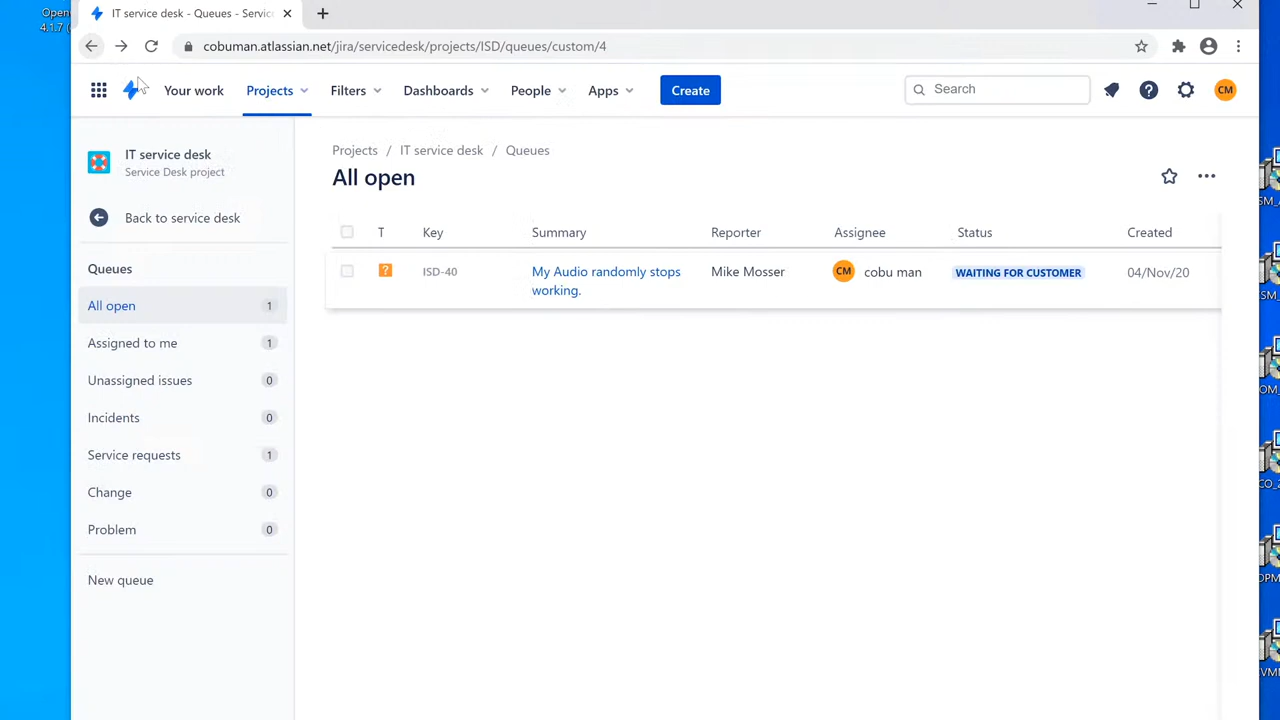 Open
4.1.7 (
IT service desk - Queues - Servic
cobuman.atlassian.net/jira/servicedesk/projects/ISD/queues/custom/4
Your work
Projects
Filters
Dashboards
People
Apps
Create
Search
CM
IT service desk
Service Desk project
Back to service desk
Queues
All open 1
Assigned to me 1
Unassigned issues 0
Incidents 0
Service requests 1
Change 0
Problem 0
New queue
Projects / IT service desk / Queues
All open
T Key Summary Reporter Assignee Status Created
ISD-40 My Audio randomly stops Mike Mosser CM cobu man WAITING FOR CUSTOMER 04/Nov/20
working.